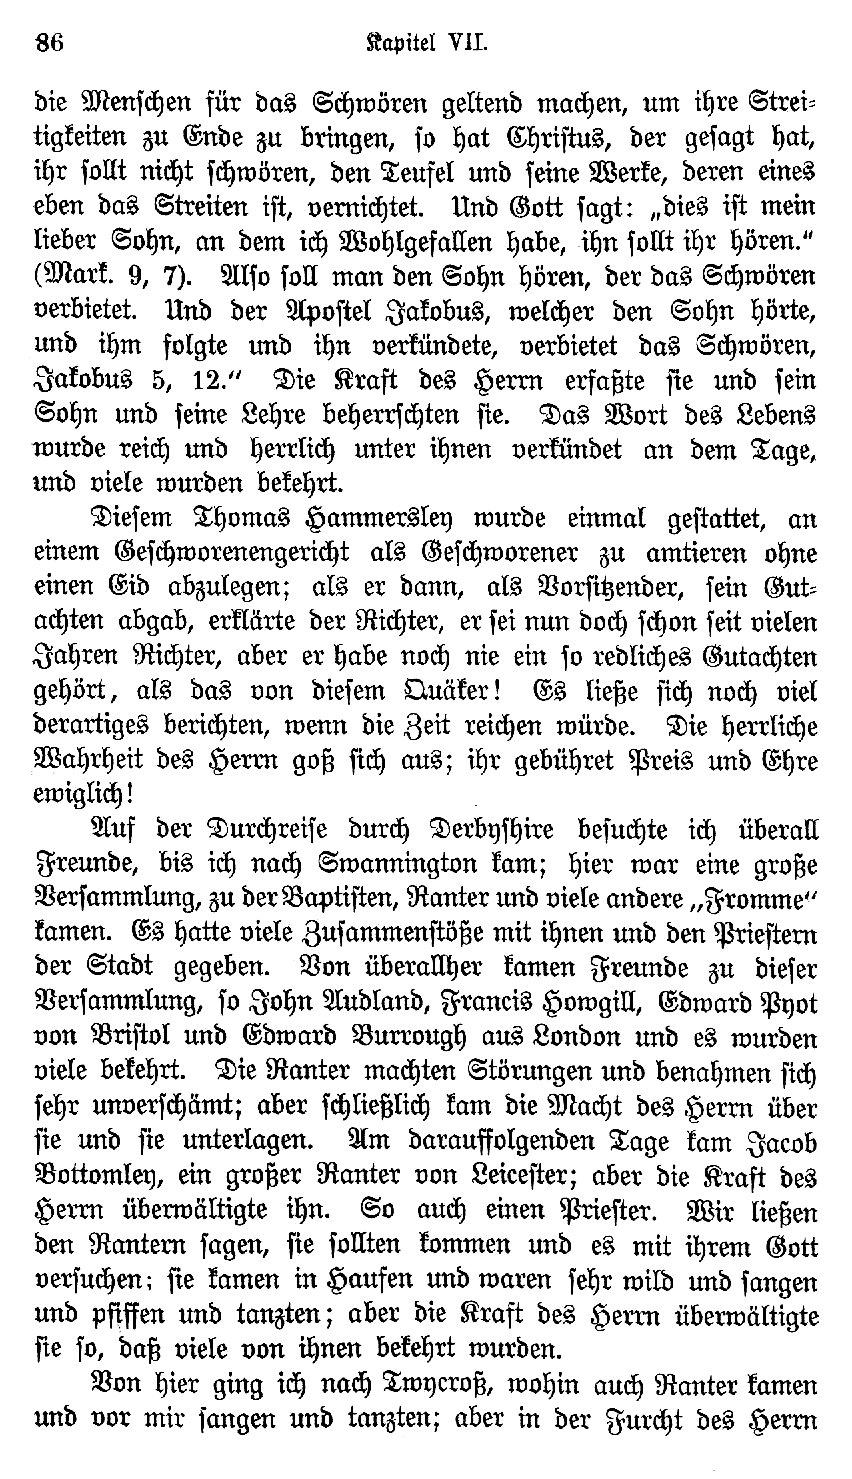 86 Kapitel VII.
die Menschen für das Schwören geltend machen, um ihre Strei-
tigkeiten zu Ende zu bringen, so hat Christus, der gesagt hat,
ihr sollt nicht schwören, den Teufel und seine Werke, deren eines
eben das Streiten ist, vernichtet. Und Gott sagt: „dies ist mein
lieber Sohn, an dem ich Wohlgefallen habe, ihn sollt ihr hören.“
(Mark. 9, 7). Also soll man den Sohn hören, der das Schwören
verbietet. Und der Apostel Jakobus, welcher den Sohn hörte,
und ihm folgte und ihn verkündete, verbietet das Schwören,
Jakobus 5, 12.“ Die Kraft des Herrn erfaßte sie und sein
Sohn und seine Lehre beherrschten sie. Das Wort des Lebens
wurde reich und herrlich unter ihnen verkündet an dem Tage,
und viele wurden bekehrt.
Diesem Thomas Hammersley wurde einmal gestattet, an
einem Geschworenengericht als Geschworener zu amtieren ohne
einen Eid abzulegen; als er dann, als Vorsitzender, sein Gut-
achten abgab, erklärte der Richter, er sei nun doch schon seit vielen
Jahren Richter, aber er habe noch nie ein so redliches Gutachten
gehört, als das von diesem Quäker! Es ließe sich noch viel
derartiges berichten, wenn die Zeit reichen würde. Die herrliche
Wahrheit des Herrn goß sich aus; ihr gebühret Preis und Ehre
ewiglich!
Auf der Durchreise durch Derbyshire besuchte ich überall
Freunde, bis ich nach Swannington kam; hier war eine große
Versammlung, zu der Baptisten, Ranter und viele andere „Fromme“
kamen. Es hatte viele Zusammenstöße mit ihnen und den Priestern
der Stadt gegeben. Von überallher kamen Freunde zu dieser
Versammlung, so John Audland, Francis Howgill, Edward Pyot
von Bristol und Edward Burrough aus London und es wurden
viele bekehrt. Die Ranter machten Störungen und benahmen sich
sehr unverschämt; aber schließlich kam die Macht des Herrn über
sie und sie unterlagen. Am darauffolgenden Tage kam Jacob
Bottomley, ein großer Ranter von Leicester; aber die Kraft des
Herrn überwältigte ihn. So auch einen Priester. Wir ließen
den Rantern sagen, sie sollten kommen und es mit ihrem Gott
versuchen; sie kamen in Haufen und waren sehr wild und sangen
und pfiffen und tanzten; aber die Kraft des Herrn überwältigte
sie so, daß viele von ihnen bekehrt wurden.
Von hier ging ich nach Twycroß, wohin auch Ranter kamen
und vor mir sangen und tanzten; aber in der Furcht des Herrn